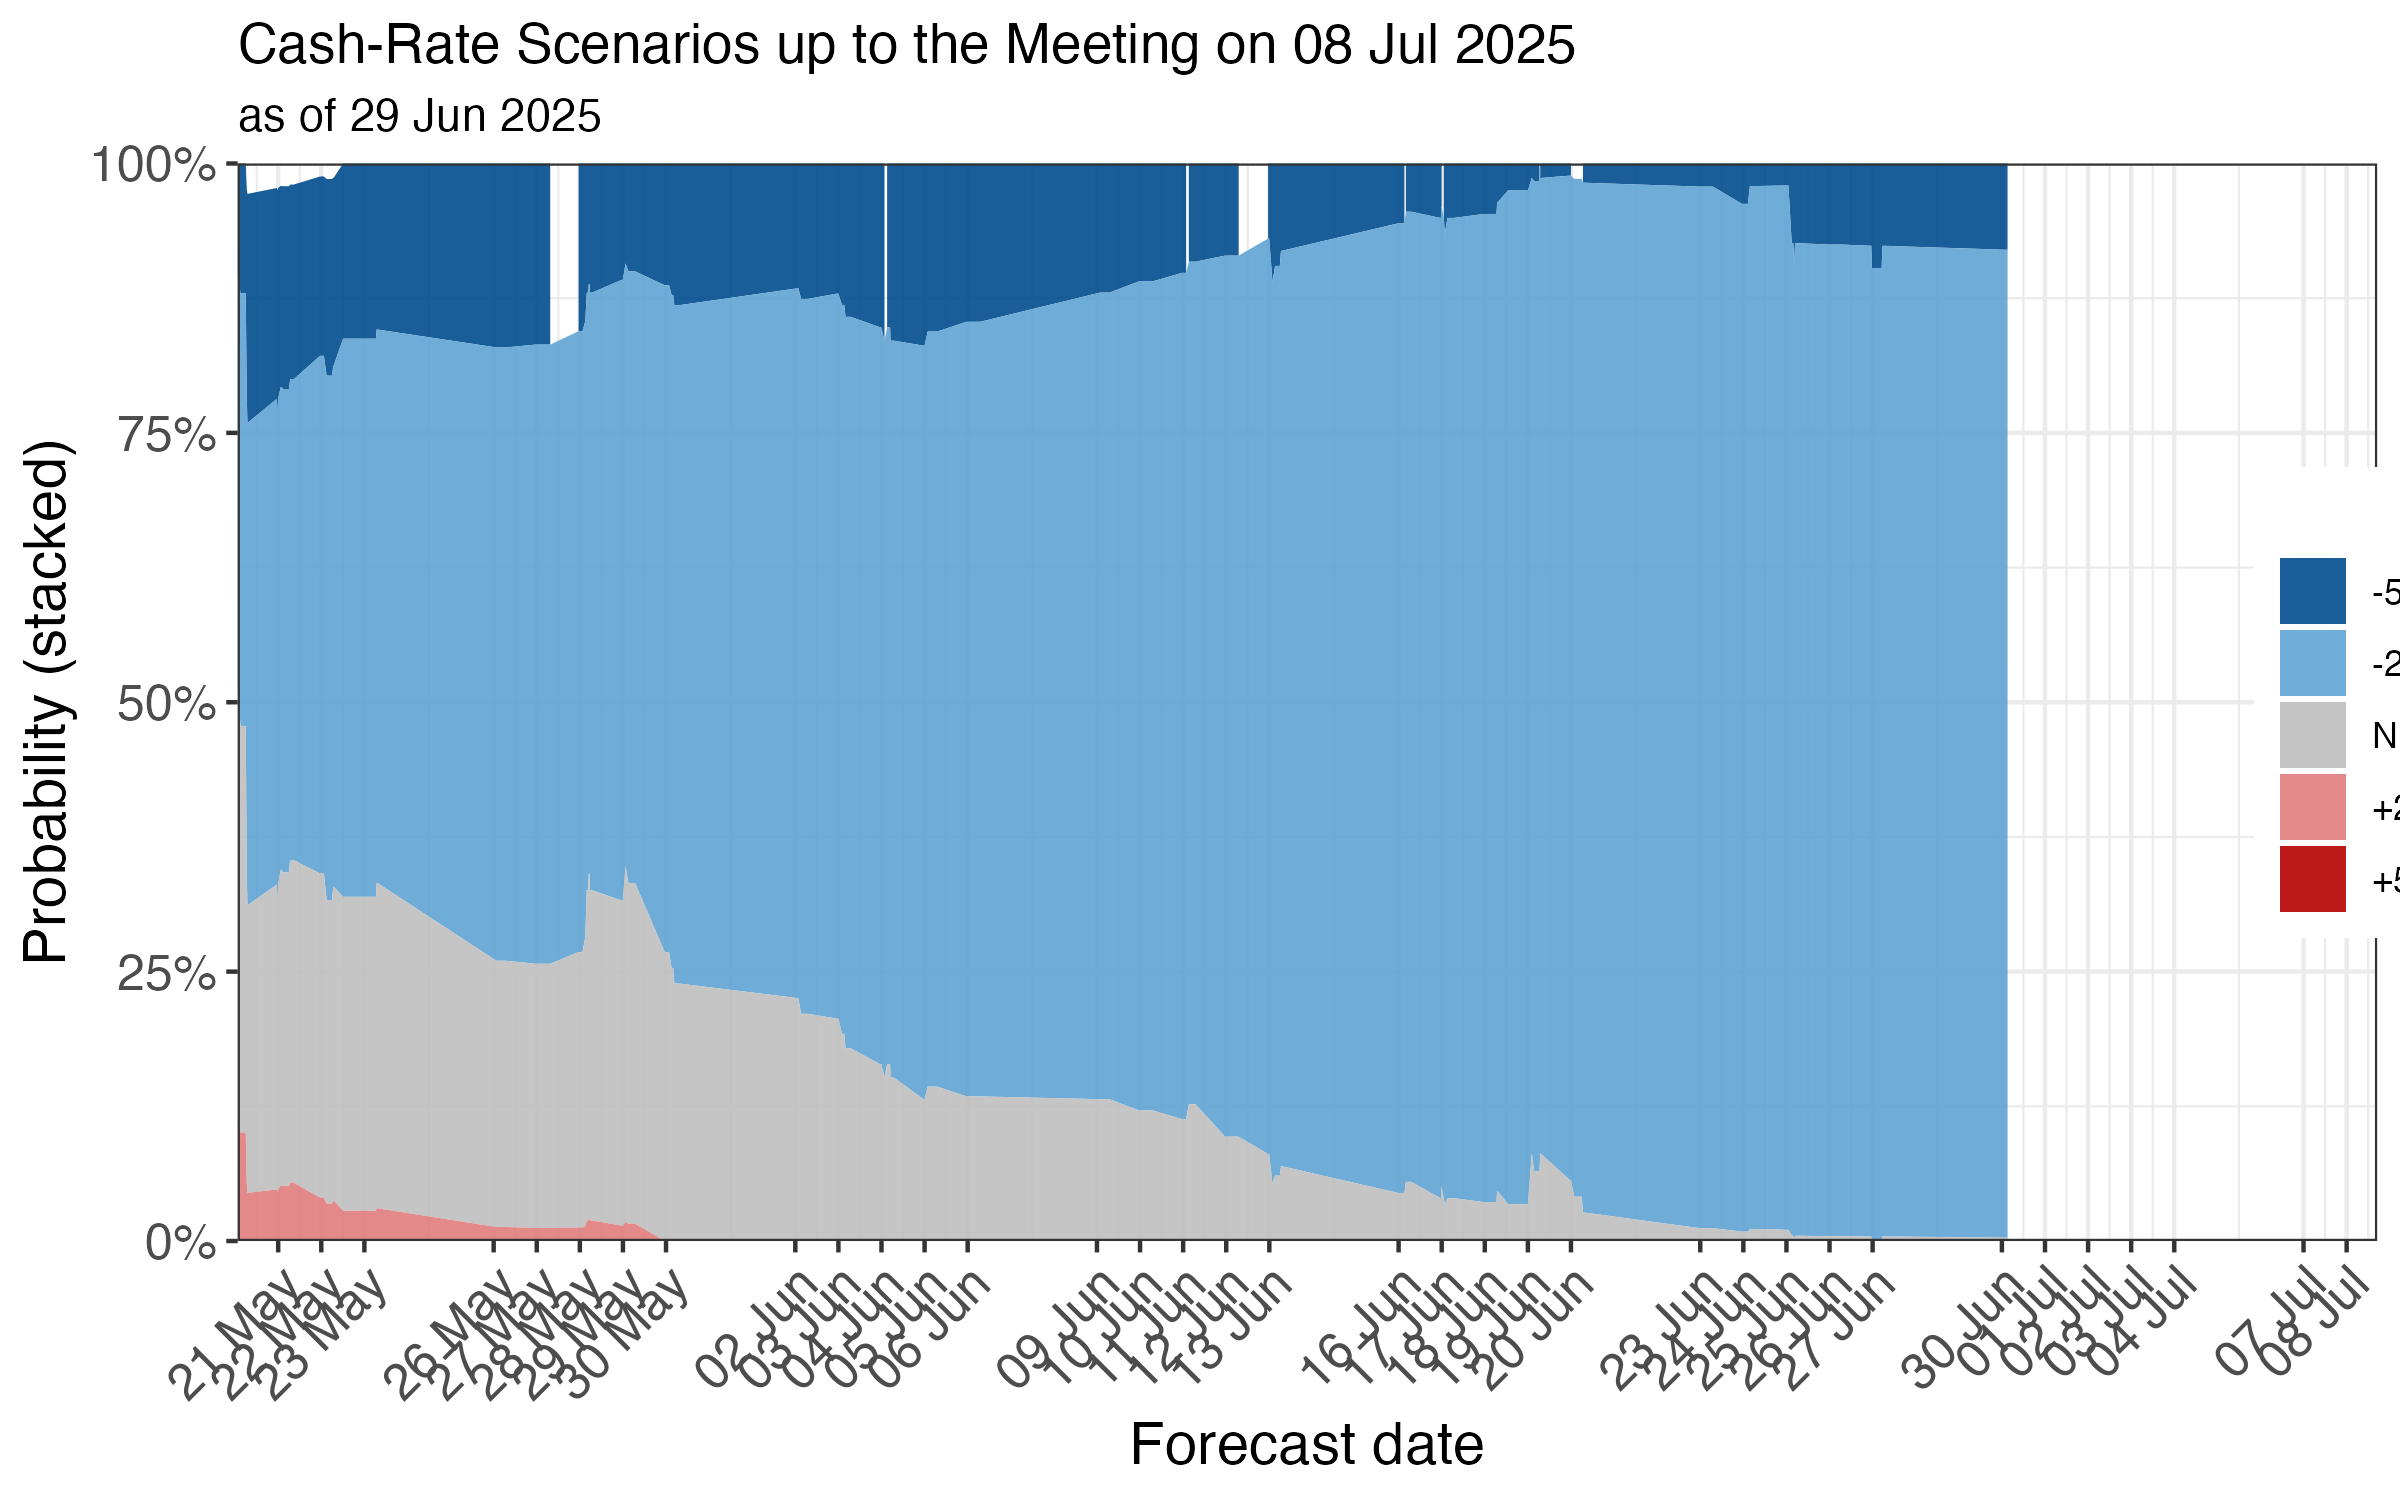 Cash-Rate Scenarios up to the Meeting on 08 Jul 2025
as of 29 Jun 2025
100%
75%
50%
25%
0%
Probability (stacked)
-5
-2
N
+2
+5
21 May
22 May
23 May
26 May
27 May
28 May
29 May
30 May
02 Jun
03 Jun
04 Jun
05 Jun
06 Jun
09 Jun
10 Jun
11 Jun
12 Jun
13 Jun
16 Jun
17 Jun
18 Jun
19 Jun
20 Jun
23 Jun
24 Jun
25 Jun
26 Jun
27 Jun
30 Jun
01 Jul
02 Jul
03 Jul
04 Jul
07 Jul
08 Jul
Forecast date